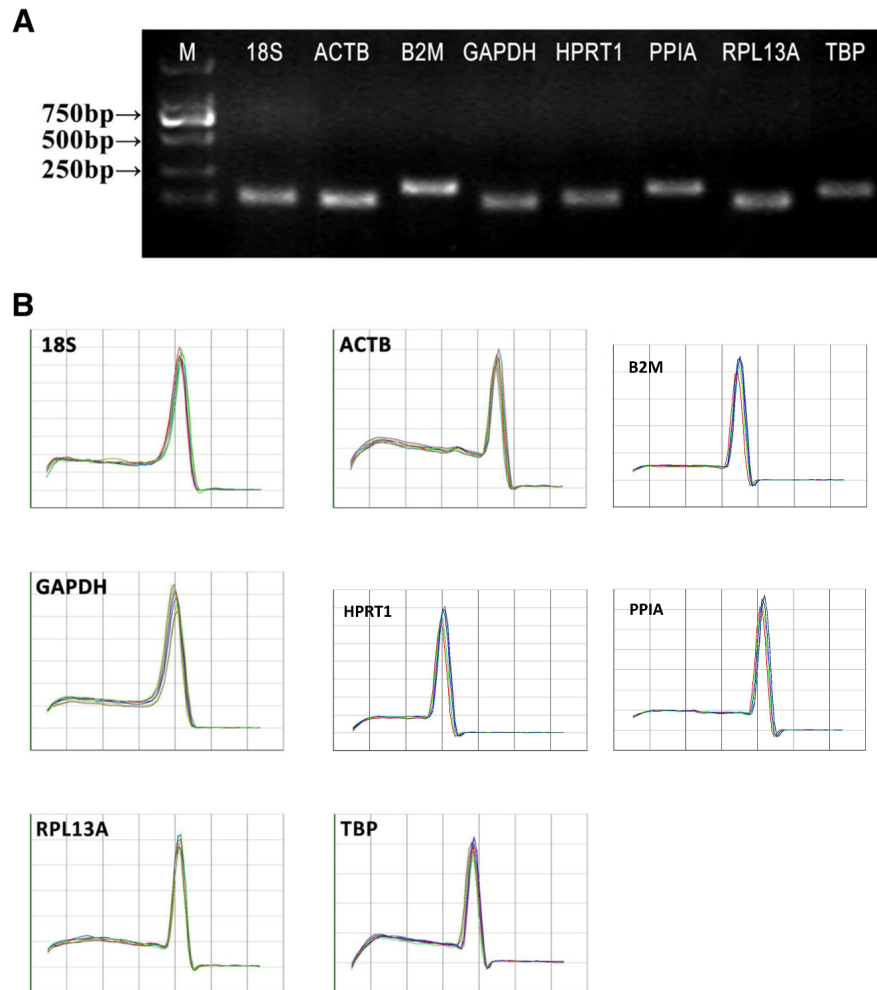 A
M 18S ACTB B2M GAPDH HPRT1 PPIA RPL13A TBP
750bp→
500bp→
250bp→
B
18S
ACTB
B2M
GAPDH
HPRT1
PPIA
RPL13A
TBP